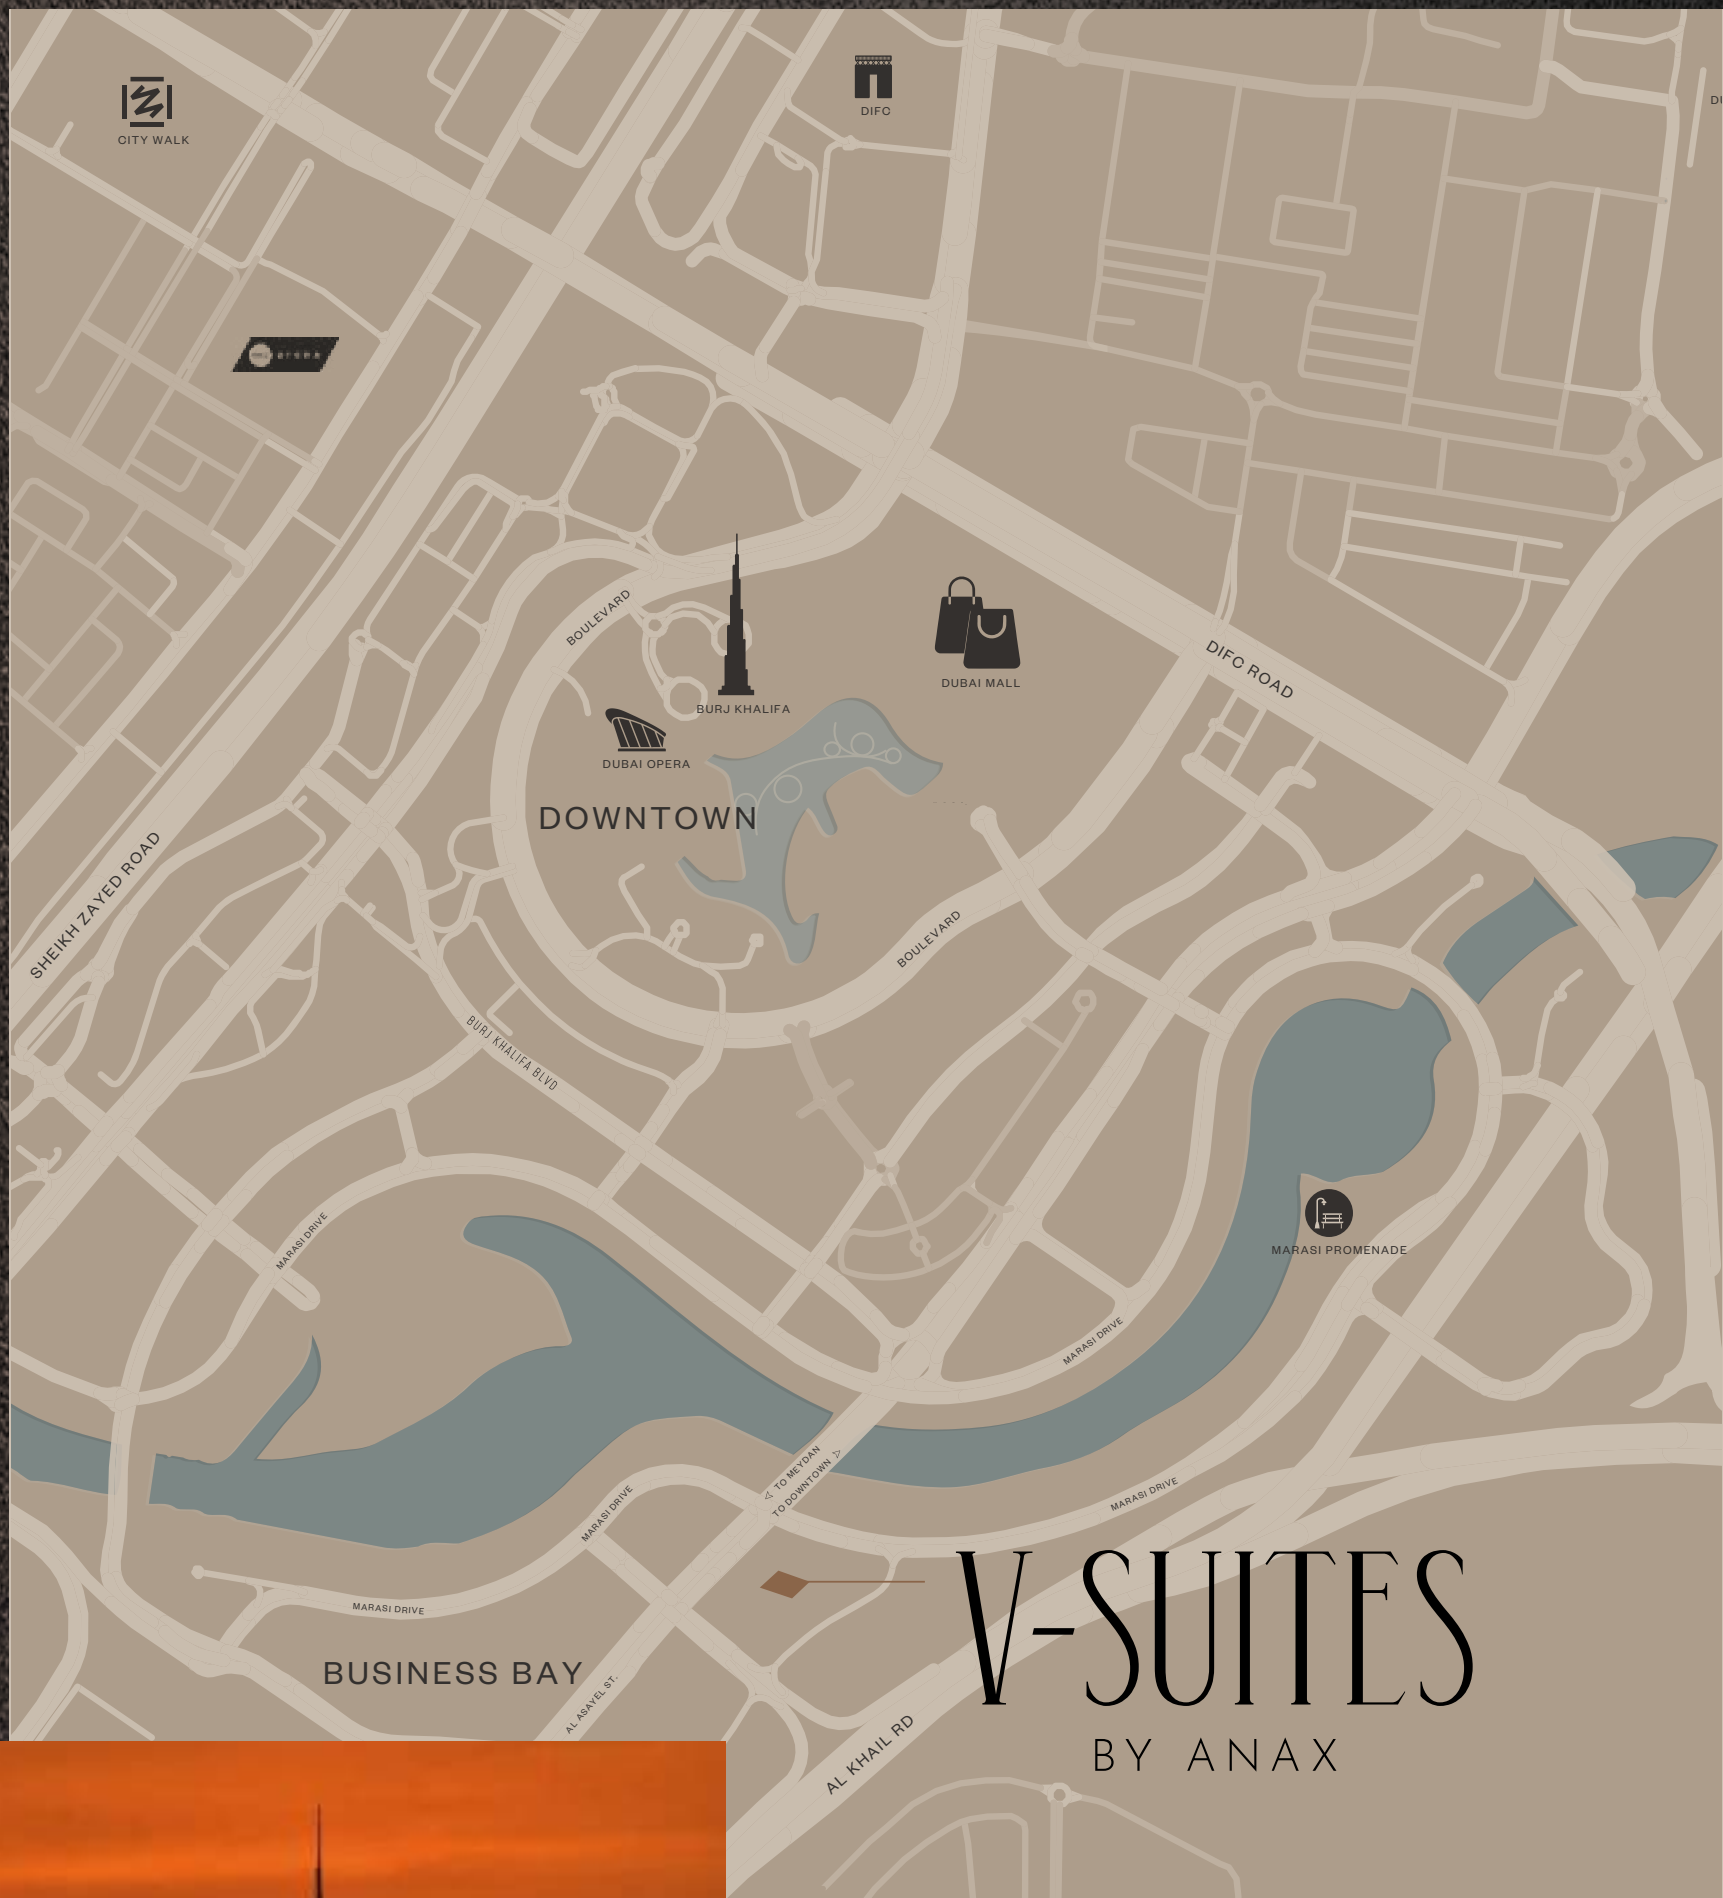 CITY WALK
DIFC
DU
BOULEVARD
DIFC ROAD
DUBAI MALL
BURJ KHALIFA
DUBAI OPERA
DOWNTOWN
SHEIKH ZAYED ROAD
BOULEVARD
BURJ KHALIFA BLVD
MARASI DRIVE
MARASI PROMENADE
MARASI DRIVE
◁ TO MEYDAN
TO DOWNTOWN ▷
MARASI DRIVE
MARASI DRIVE
MARASI DRIVE
V-SUITES
BY ANAX
BUSINESS BAY
AL ASAYEL ST.
AL KHAIL RD